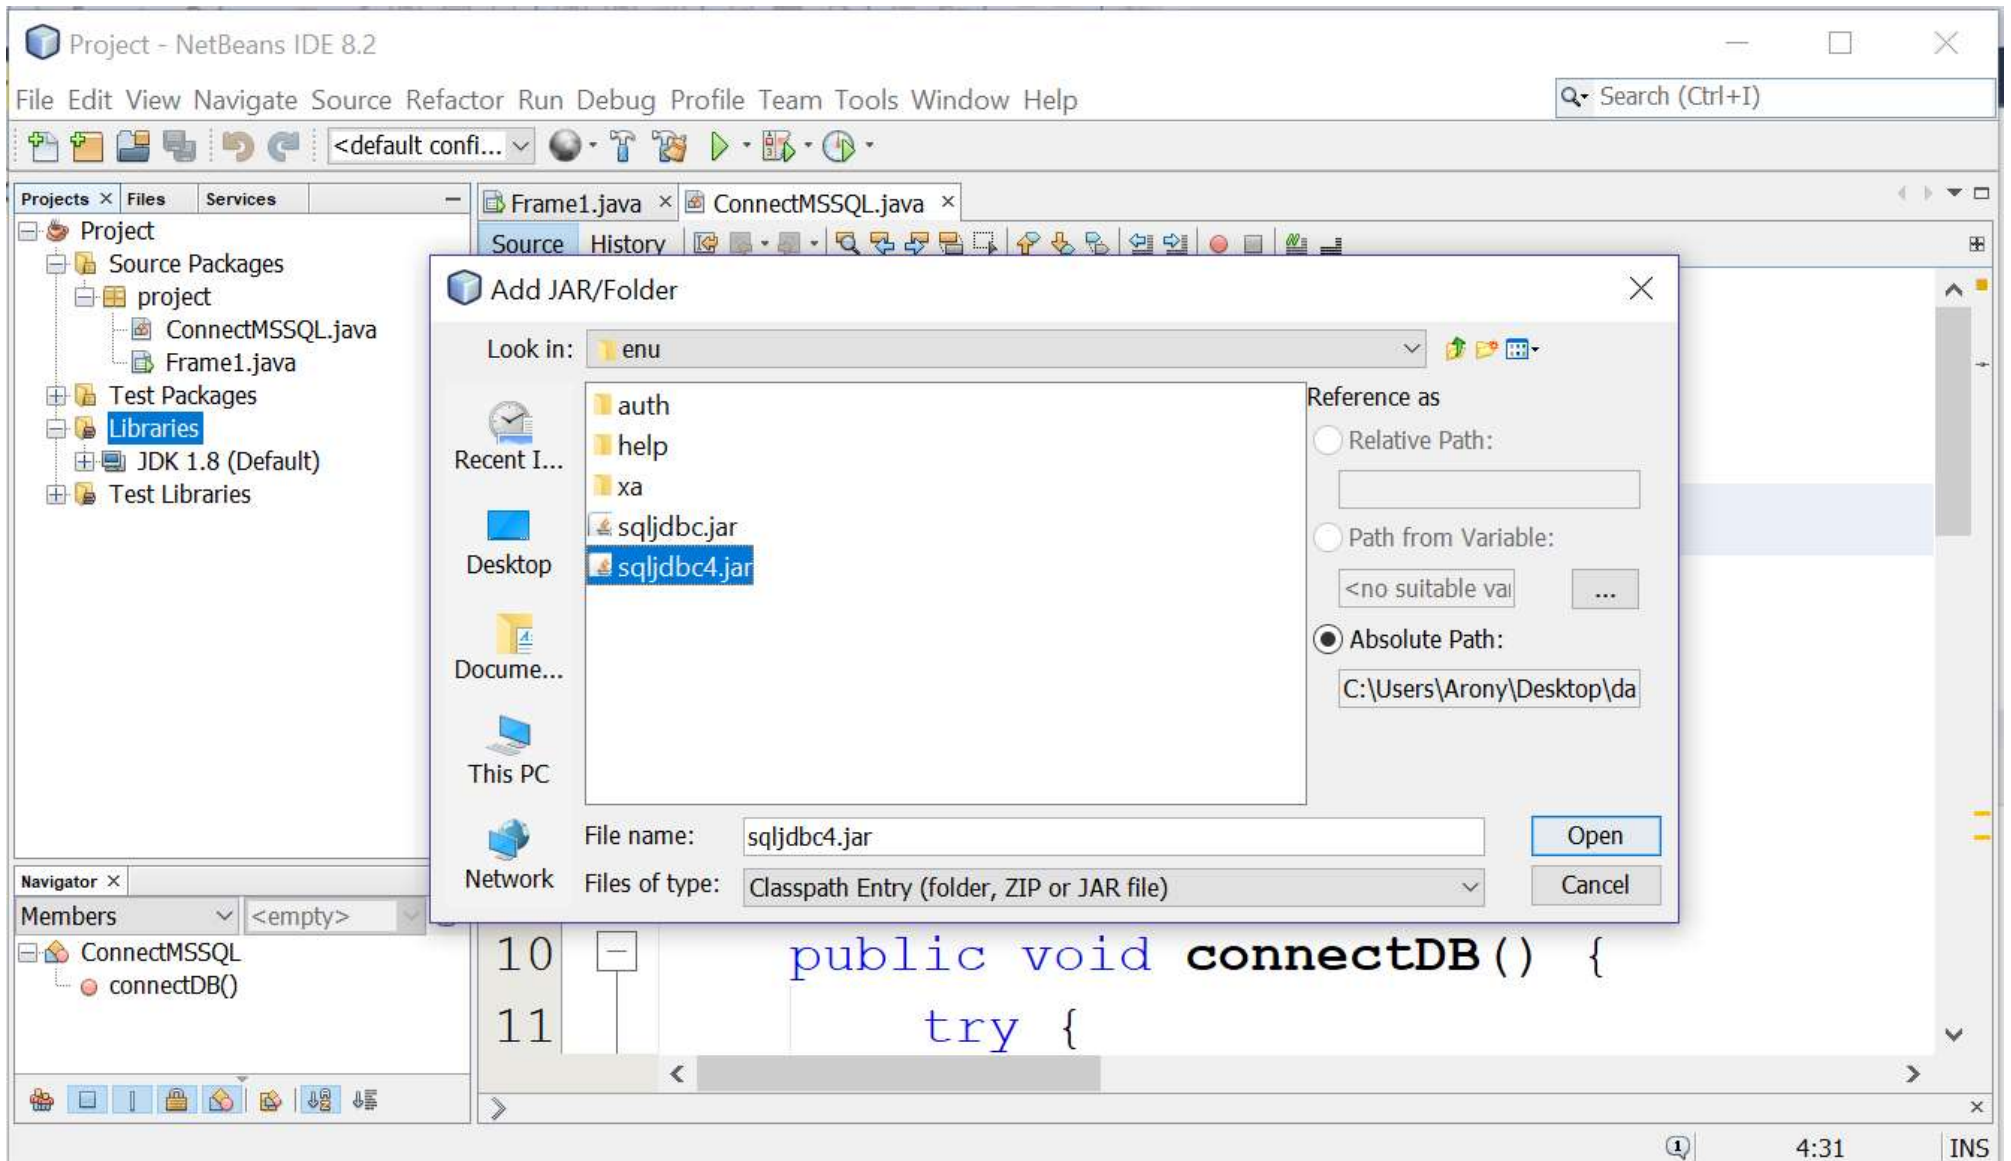 Project - NetBeans IDE 8.2
File Edit View Navigate Source Refactor Run Debug Profile Team Tools Window Help
Search (Ctrl+I)
<default confi...
Projects Files Services
Project
Source Packages
project
ConnectMSSQL.java
Frame1.java
Test Packages
Libraries
JDK 1.8 (Default)
Test Libraries
Frame1.java ConnectMSSQL.java
Source History
Add JAR/Folder
Look in: enu
Recent I...
Desktop
Docume...
This PC
Network
auth
help
xa
sqljdbc.jar
sqljdbc4.jar
Reference as
Relative Path:
Path from Variable:
<no suitable var
...
Absolute Path:
C:\Users\Arony\Desktop\da
File name: sqljdbc4.jar
Open
Files of type: Classpath Entry (folder, ZIP or JAR file)
Cancel
Navigator
Members <empty>
ConnectMSSQL
connectDB()
10 public void connectDB() {
11 try {
1 4:31 INS